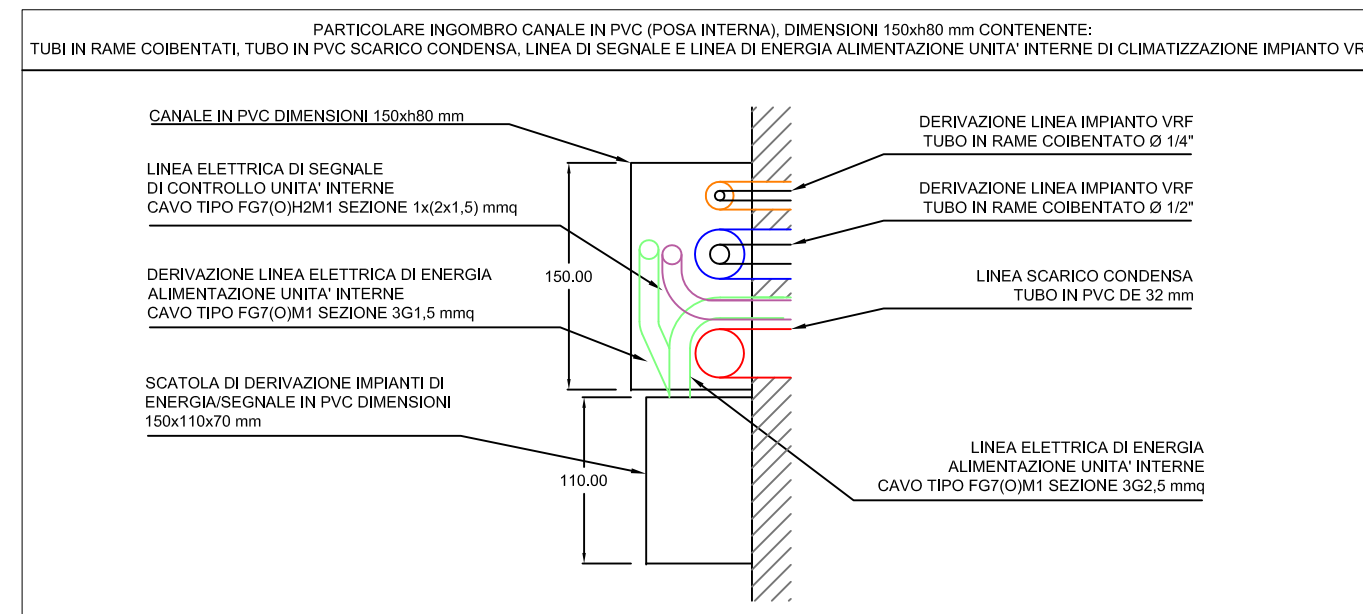 PARTICOLARE INGOMBRO CANALE IN PVC (POSA INTERNA), DIMENSIONI 150xh80 mm CONTENENTE:
TUBI IN RAME COIBENTATI, TUBO IN PVC SCARICO CONDENSA, LINEA DI SEGNALE E LINEA DI ENERGIA ALIMENTAZIONE UNITA' INTERNE DI CLIMATIZZAZIONE IMPIANTO VR
CANALE IN PVC DIMENSIONI 150xh80 mm
LINEA ELETTRICA DI SEGNALE
DI CONTROLLO UNITA' INTERNE
CAVO TIPO FG7(O)H2M1 SEZIONE 1x(2x1,5) mmq
DERIVAZIONE LINEA ELETTRICA DI ENERGIA
ALIMENTAZIONE UNITA' INTERNE
CAVO TIPO FG7(O)M1 SEZIONE 3G1,5 mmq
SCATOLA DI DERIVAZIONE IMPIANTI DI
ENERGIA/SEGNALE IN PVC DIMENSIONI
150x110x70 mm
150.00
110.00
DERIVAZIONE LINEA IMPIANTO VRF
TUBO IN RAME COIBENTATO Ø 1/4"
DERIVAZIONE LINEA IMPIANTO VRF
TUBO IN RAME COIBENTATO Ø 1/2"
LINEA SCARICO CONDENSA
TUBO IN PVC DE 32 mm
LINEA ELETTRICA DI ENERGIA
ALIMENTAZIONE UNITA' INTERNE
CAVO TIPO FG7(O)M1 SEZIONE 3G2,5 mmq